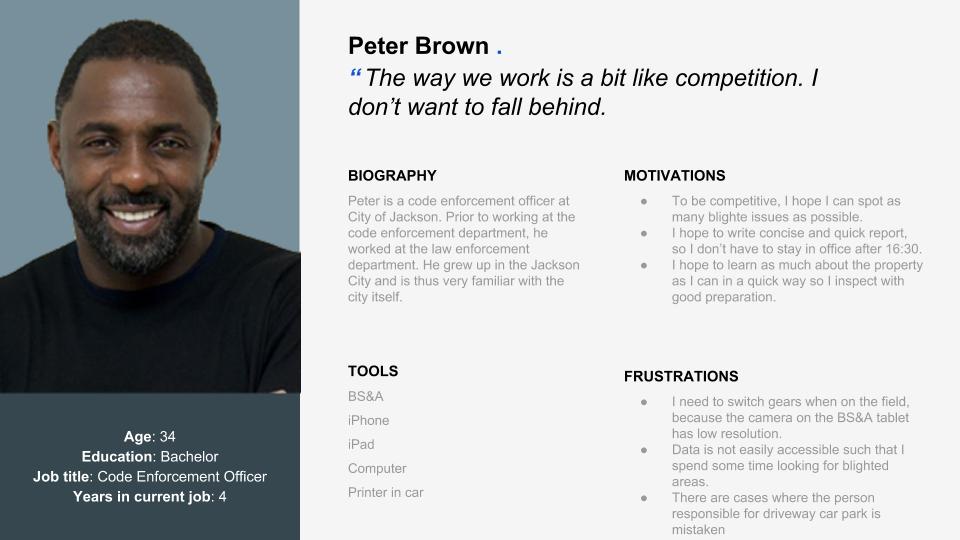 Peter Brown .
“ The way we work is a bit like competition. I
don’t want to fall behind.
BIOGRAPHY
Peter is a code enforcement officer at
City of Jackson. Prior to working at the
code enforcement department, he
worked at the law enforcement
department. He grew up in the Jackson
City and is thus very familiar with the
city itself.
MOTIVATIONS
● To be competitive, I hope I can spot as
many blighte issues as possible.
● I hope to write concise and quick report,
so I don’t have to stay in office after 16:30.
● I hope to learn as much about the property
as I can in a quick way so I inspect with
good preparation.
TOOLS
BS&A
iPhone
iPad
Computer
Printer in car
FRUSTRATIONS
● I need to switch gears when on the field,
because the camera on the BS&A tablet
has low resolution.
● Data is not easily accessible such that I
spend some time looking for blighted
areas.
● There are cases where the person
responsible for driveway car park is
mistaken
Age: 34
Education: Bachelor
Job title: Code Enforcement Officer
Years in current job: 4